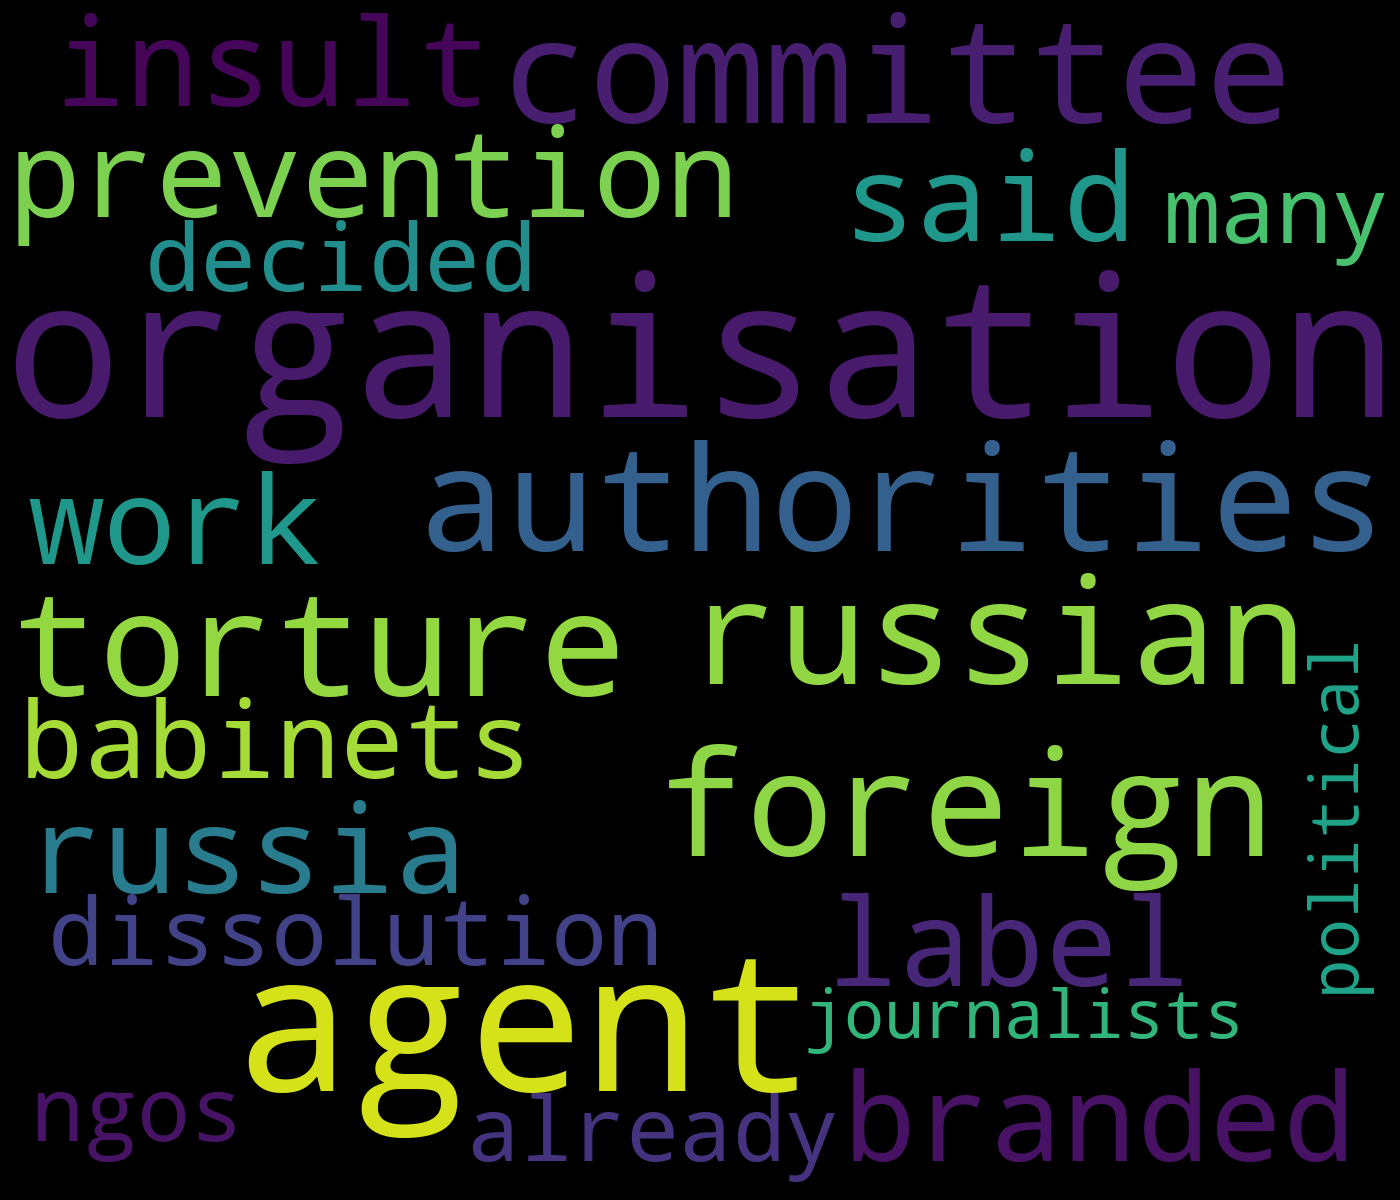 insult committee
prevention said many
decided
organisation
work authorities
torture russian
babinets
foreign political
russia
dissolution label
agent journalists
ngos already branded